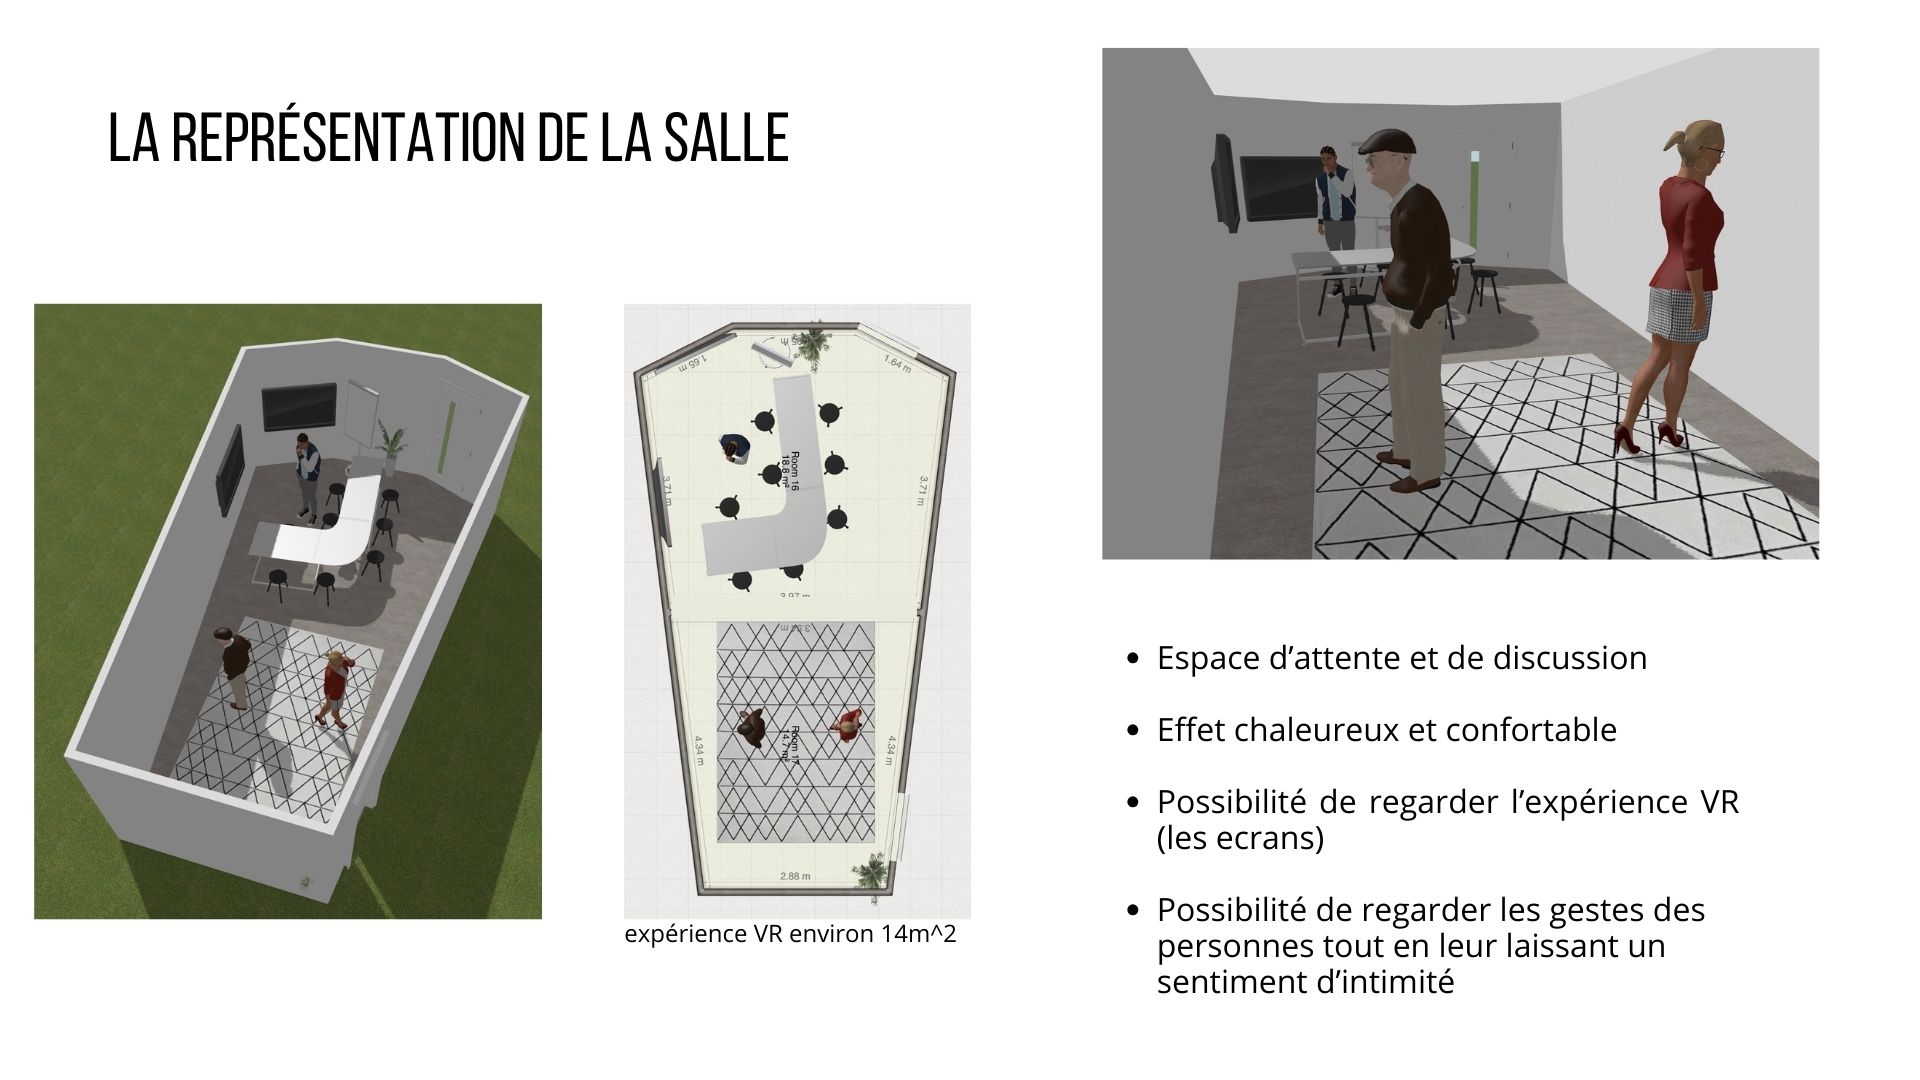 LA REPRÉSENTATION DE LA SALLE
1.65 m
1.64 m
Room 16
18.8 m²
3.71 m
3.71 m
3.97 m
Room 17
14.7 m²
4.34 m
4.34 m
2.88 m
expérience VR environ 14m^2
• Espace d’attente et de discussion
• Effet chaleureux et confortable
• Possibilité de regarder l’expérience VR
(les ecrans)
• Possibilité de regarder les gestes des
personnes tout en leur laissant un
sentiment d’intimité